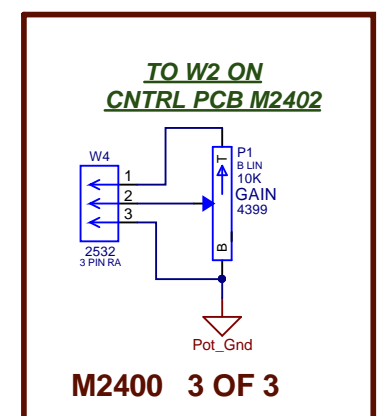 TO W2 ON
CNTRL PCB M2402
W4
1
2
3
2532
3 PIN RA
T
B
P1
B LIN
10K
GAIN
4399
Pot_Gnd
M2400 3 OF 3